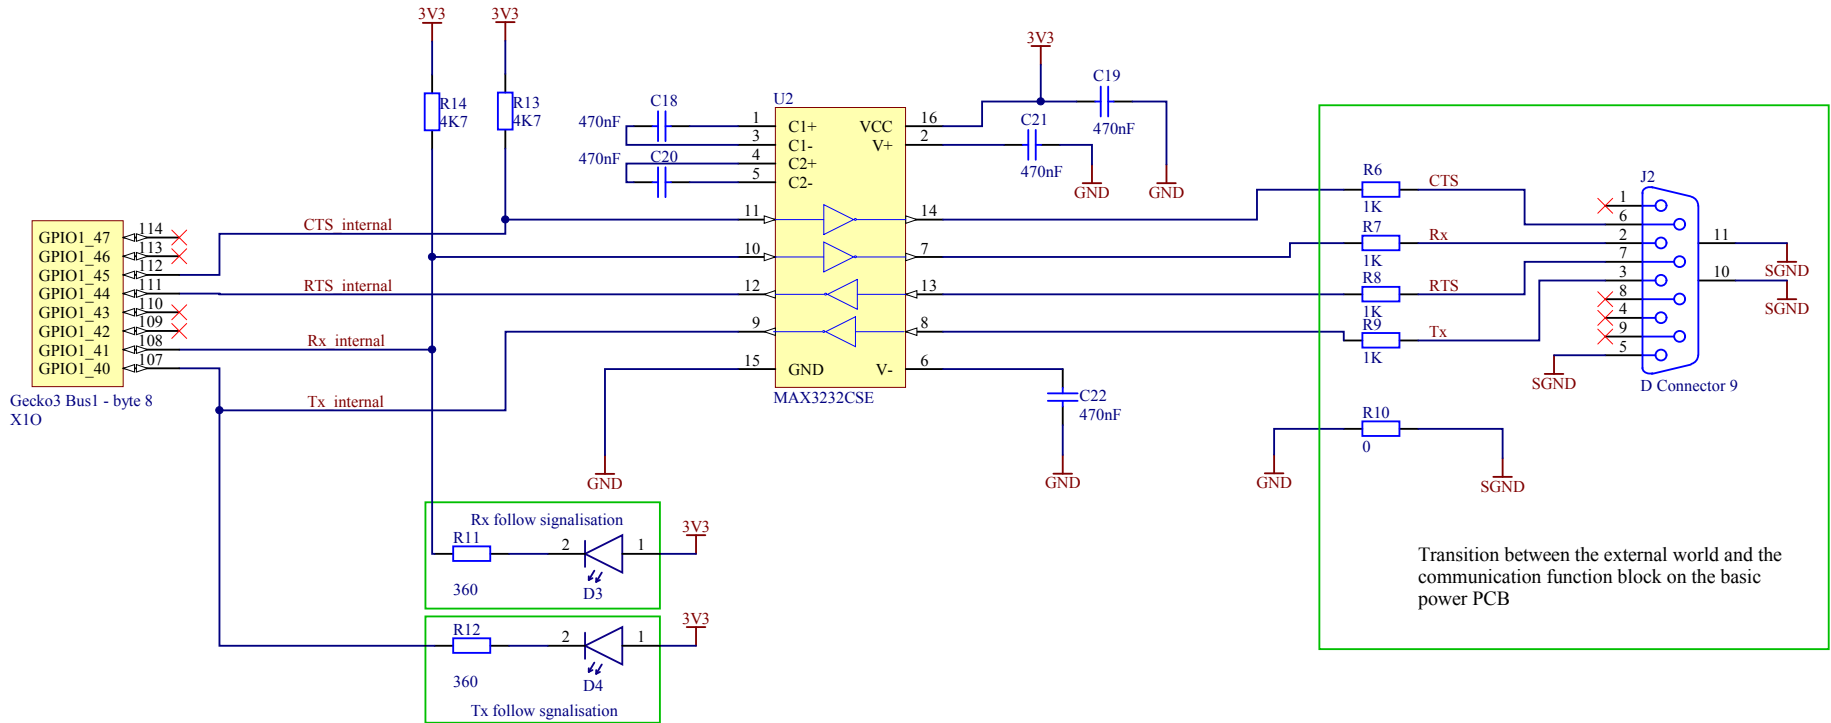 3V3
3V3
R14
4K7
R13
4K7
C18
470nF
470nF
C20
U2
1
3
4
5
C1+
C1-
C2+
C2-
VCC
V+
16
2
3V3
C19
470nF
C21
470nF
GND
GND
11
14
10
7
12
13
9
8
15
GND
V-
6
MAX3232CSE
GND
C22
470nF
GND
GPIO1_47
GPIO1_46
GPIO1_45
GPIO1_44
GPIO1_43
GPIO1_42
GPIO1_41
GPIO1_40
114
113
112
111
110
109
108
107
Gecko3 Bus1 - byte 8
X1O
CTS_internal
RTS_internal
Rx_internal
Tx_internal
Rx follow signalisation
R11
360
2
1
D3
3V3
R12
360
2
1
D4
3V3
Tx follow sgnalisation
R6
1K
R7
1K
R8
1K
R9
1K
CTS
Rx
RTS
Tx
J2
1
6
2
7
3
8
4
9
5
11
10
SGND
SGND
SGND
D Connector 9
R10
0
GND
SGND
Transition between the external world and the
communication function block on the basic
power PCB